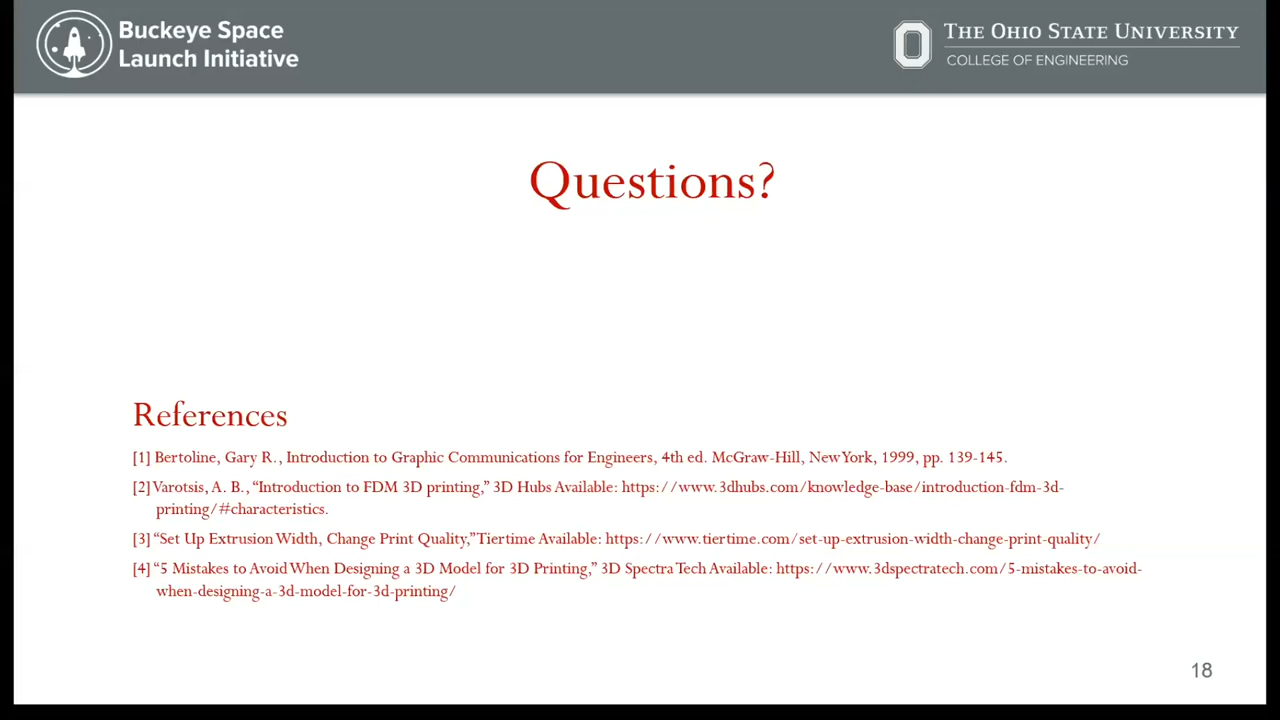 Buckeye Space
Launch Initiative
THE OHIO STATE UNIVERSITY
COLLEGE OF ENGINEERING
Questions?
References
[1] Bertoline, Gary R., Introduction to Graphic Communications for Engineers, 4th ed. McGraw-Hill, New York, 1999, pp. 139-145.
[2] Varotsis, A. B., “Introduction to FDM 3D printing,” 3D Hubs Available: https://www.3dhubs.com/knowledge-base/introduction-fdm-3d-
printing/#characteristics.
[3] “Set Up Extrusion Width, Change Print Quality,” Tiertime Available: https://www.tiertime.com/set-up-extrusion-width-change-print-quality/
[4] “5 Mistakes to Avoid When Designing a 3D Model for 3D Printing,” 3D Spectra Tech Available: https://www.3dspectratech.com/5-mistakes-to-avoid-
when-designing-a-3d-model-for-3d-printing/
18